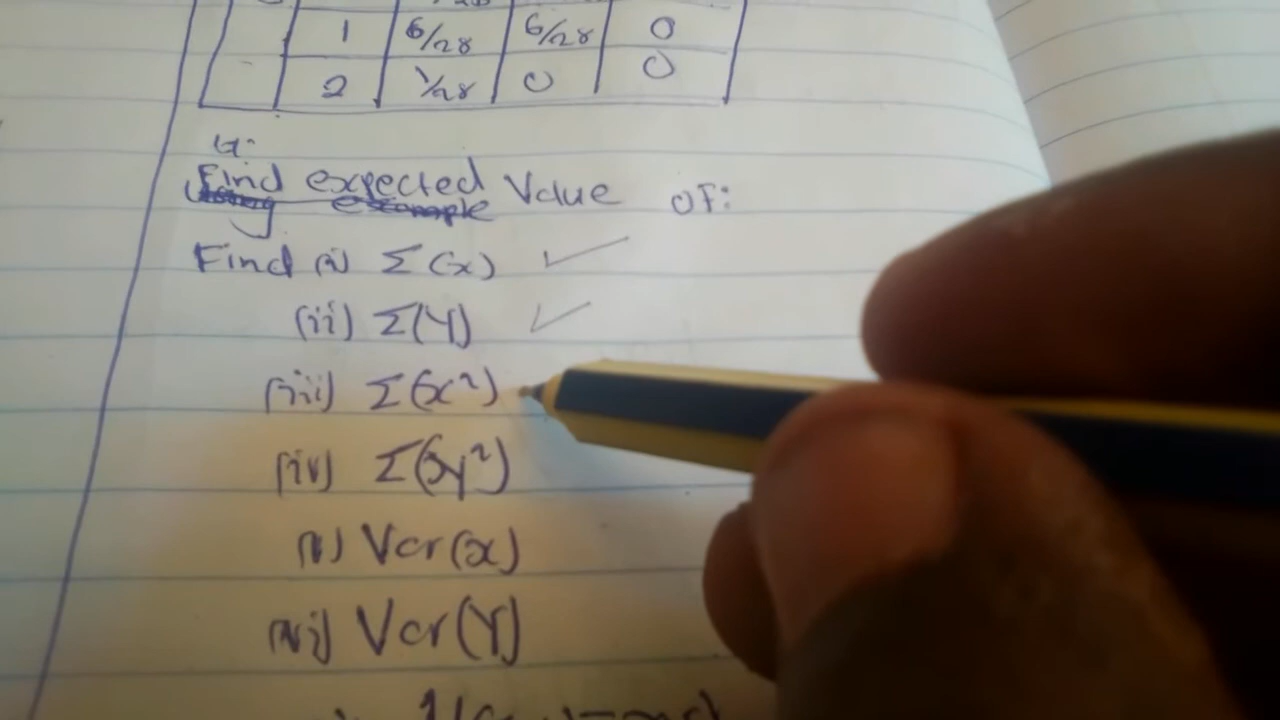 1 6/28 6/28 0
2 1/28 0 0
Find expected Value OF:
Find (i) Σ(x)
(ii) Σ(Y)
(iii) Σ(x²)
(iv) Σ(y²)
(v) Var(x)
(vi) Var(Y)